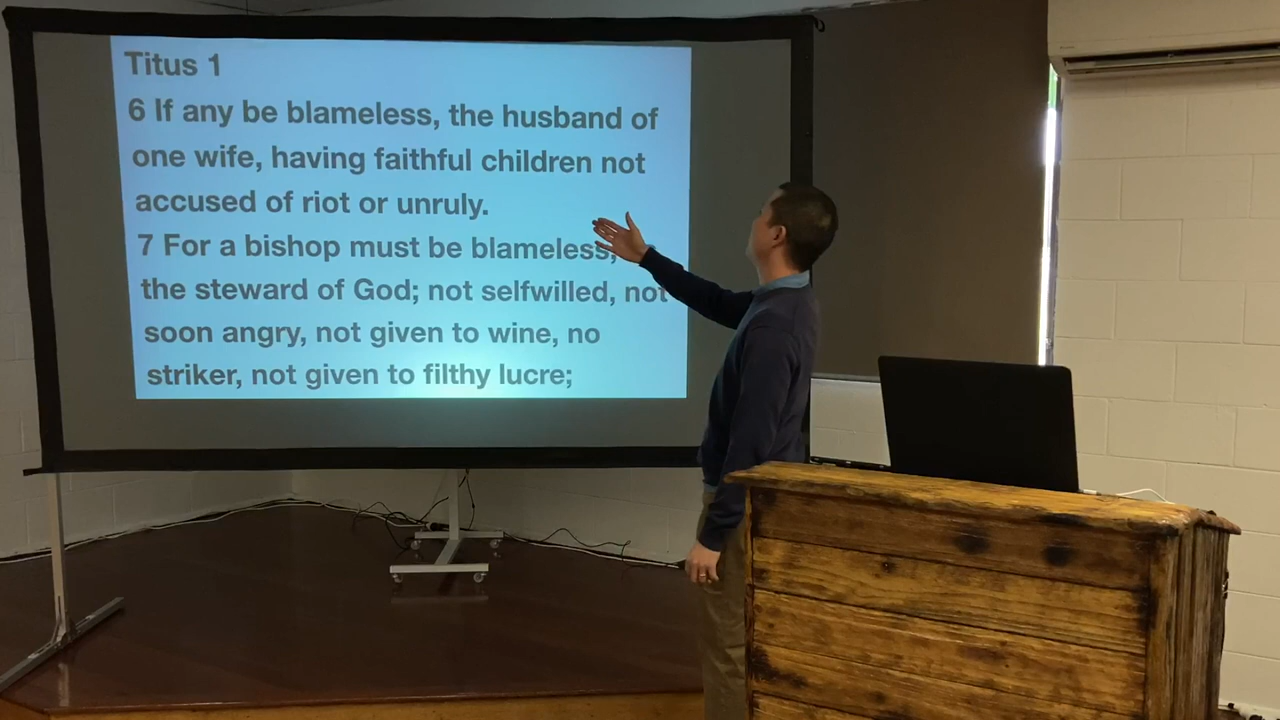 Titus 1
6 If any be blameless, the husband of
one wife, having faithful children not
accused of riot or unruly.
7 For a bishop must be blameless,
the steward of God; not selfwilled, not
soon angry, not given to wine, no
striker, not given to filthy lucre;